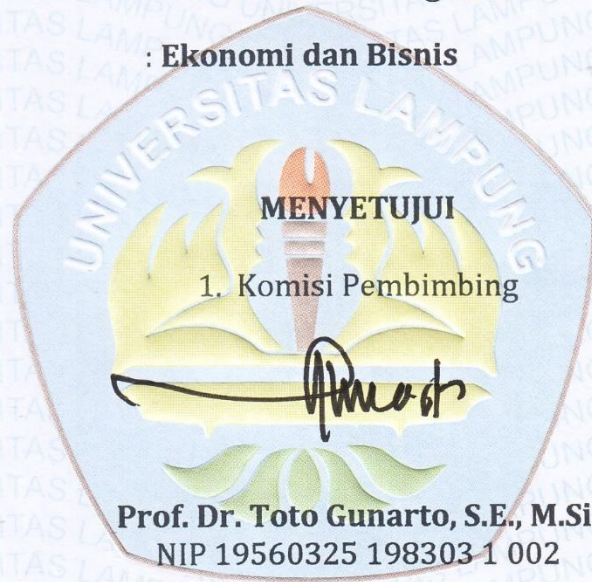 : Ekonomi dan Bisnis
UNIVERSITAS LAMPUNG
MENYETUJUI
1. Komisi Pembimbing
Prof. Dr. Toto Gunarto, S.E., M.Si
NIP 19560325 198303 1 002